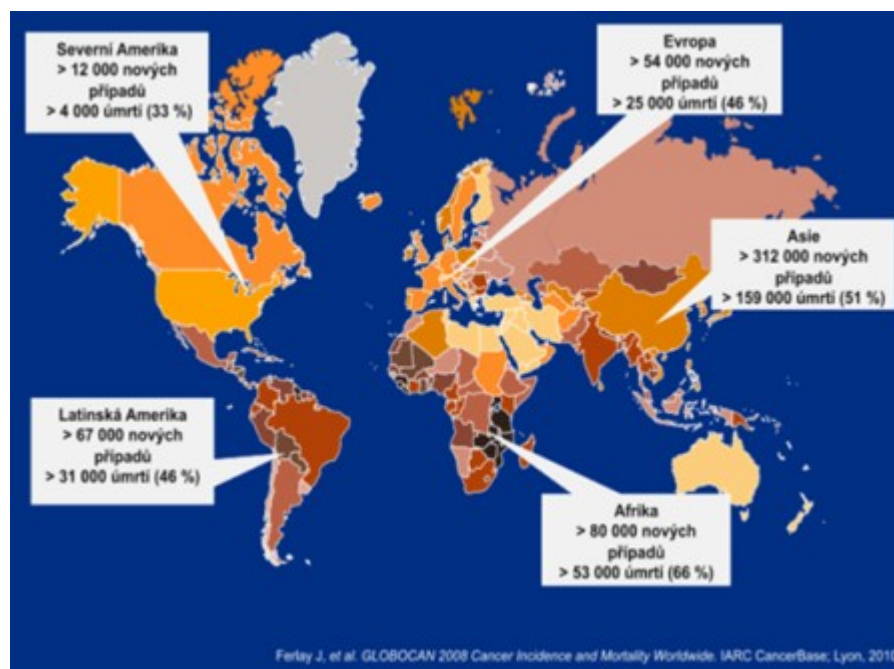 Severní Amerika
> 12 000 nových
případů
> 4 000 úmrtí (33 %)
Evropa
> 54 000 nových
případů
> 25 000 úmrtí (46 %)
Asie
> 312 000 nových
případů
> 159 000 úmrtí (51 %)
Latinská Amerika
> 67 000 nových
případů
> 31 000 úmrtí (46 %)
Afrika
> 80 000 nových
případů
> 53 000 úmrtí (66 %)
Ferlay J, et al. GLOBOCAN 2008 Cancer Incidence and Mortality Worldwide. IARC CancerBase; Lyon, 2010